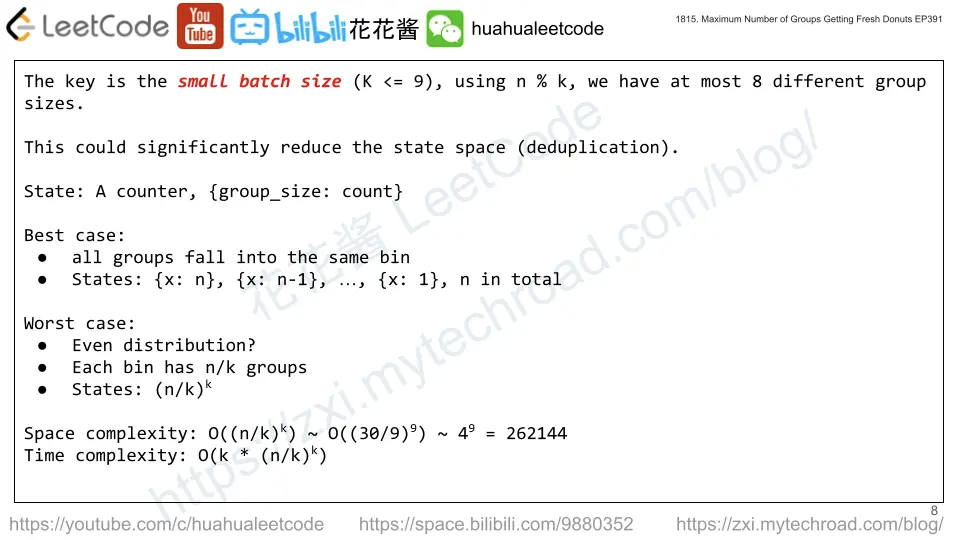 LeetCode You Tube bilibili 花花酱 huahualeetcode
1815. Maximum Number of Groups Getting Fresh Donuts EP391
The key is the small batch size (K <= 9), using n % k, we have at most 8 different group
sizes.
This could significantly reduce the state space (deduplication).
State: A counter, {group_size: count}
Best case:
● all groups fall into the same bin
● States: {x: n}, {x: n-1}, …, {x: 1}, n in total
Worst case:
● Even distribution?
● Each bin has n/k groups
● States: (n/k)ᵏ
Space complexity: O((n/k)ᵏ) ~ O((30/9)⁹) ~ 4⁹ = 262144
Time complexity: O(k * (n/k)ᵏ)
花花酱 LeetCode
https://zxi.mytechroad.com/blog/
8
https://youtube.com/c/huahualeetcode https://space.bilibili.com/9880352 https://zxi.mytechroad.com/blog/